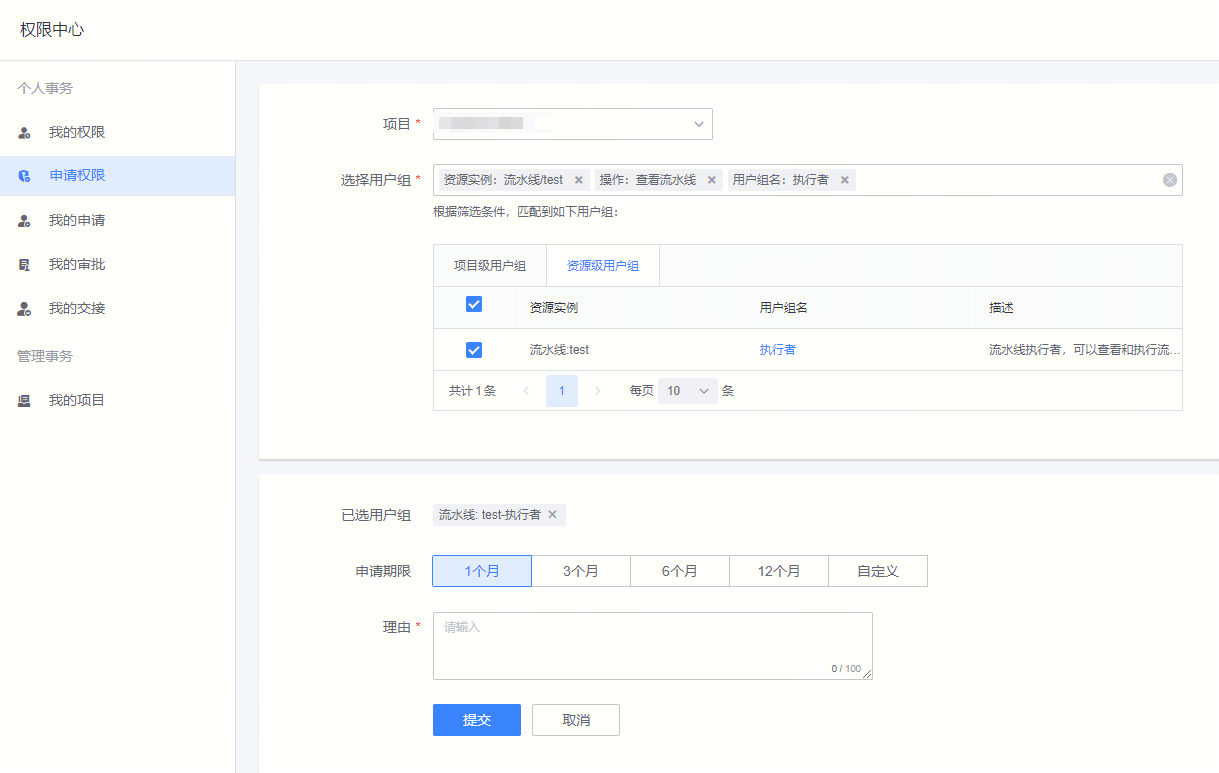 权限中心
个人事务
我的权限
申请权限
我的申请
我的审批
我的交接
管理事务
我的项目
项目 *
选择用户组 * 资源实例：流水线/test 操作：查看流水线 用户组名：执行者
根据筛选条件，匹配到如下用户组：
项目级用户组 资源级用户组
资源实例 用户组名 描述
流水线:test 执行者 流水线执行者，可以查看和执行流...
共计 1 条 1 每页 10 条
已选用户组 流水线: test-执行者
申请期限 1个月 3个月 6个月 12个月 自定义
理由 * 请输入
0 / 100
提交 取消